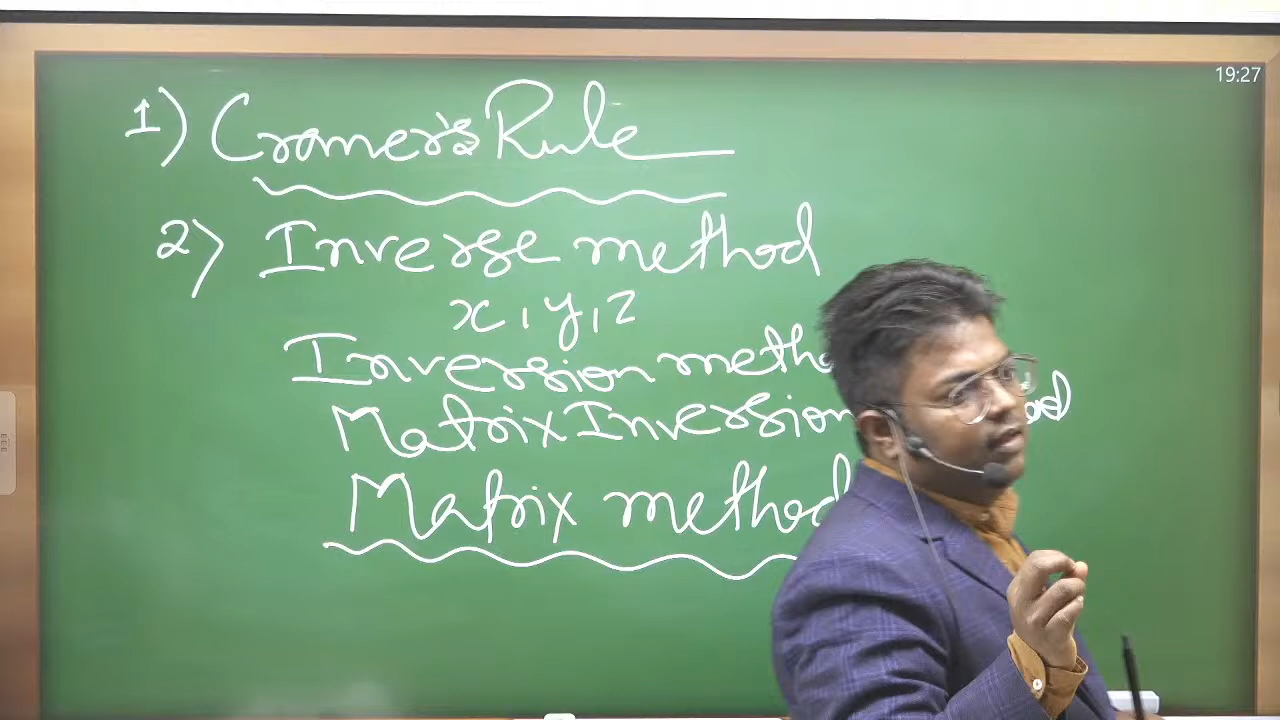 19:27
1) Cramer's Rule
2) Inverse method
x, y, z
Inversion
Matrix Inversion
Matrix method